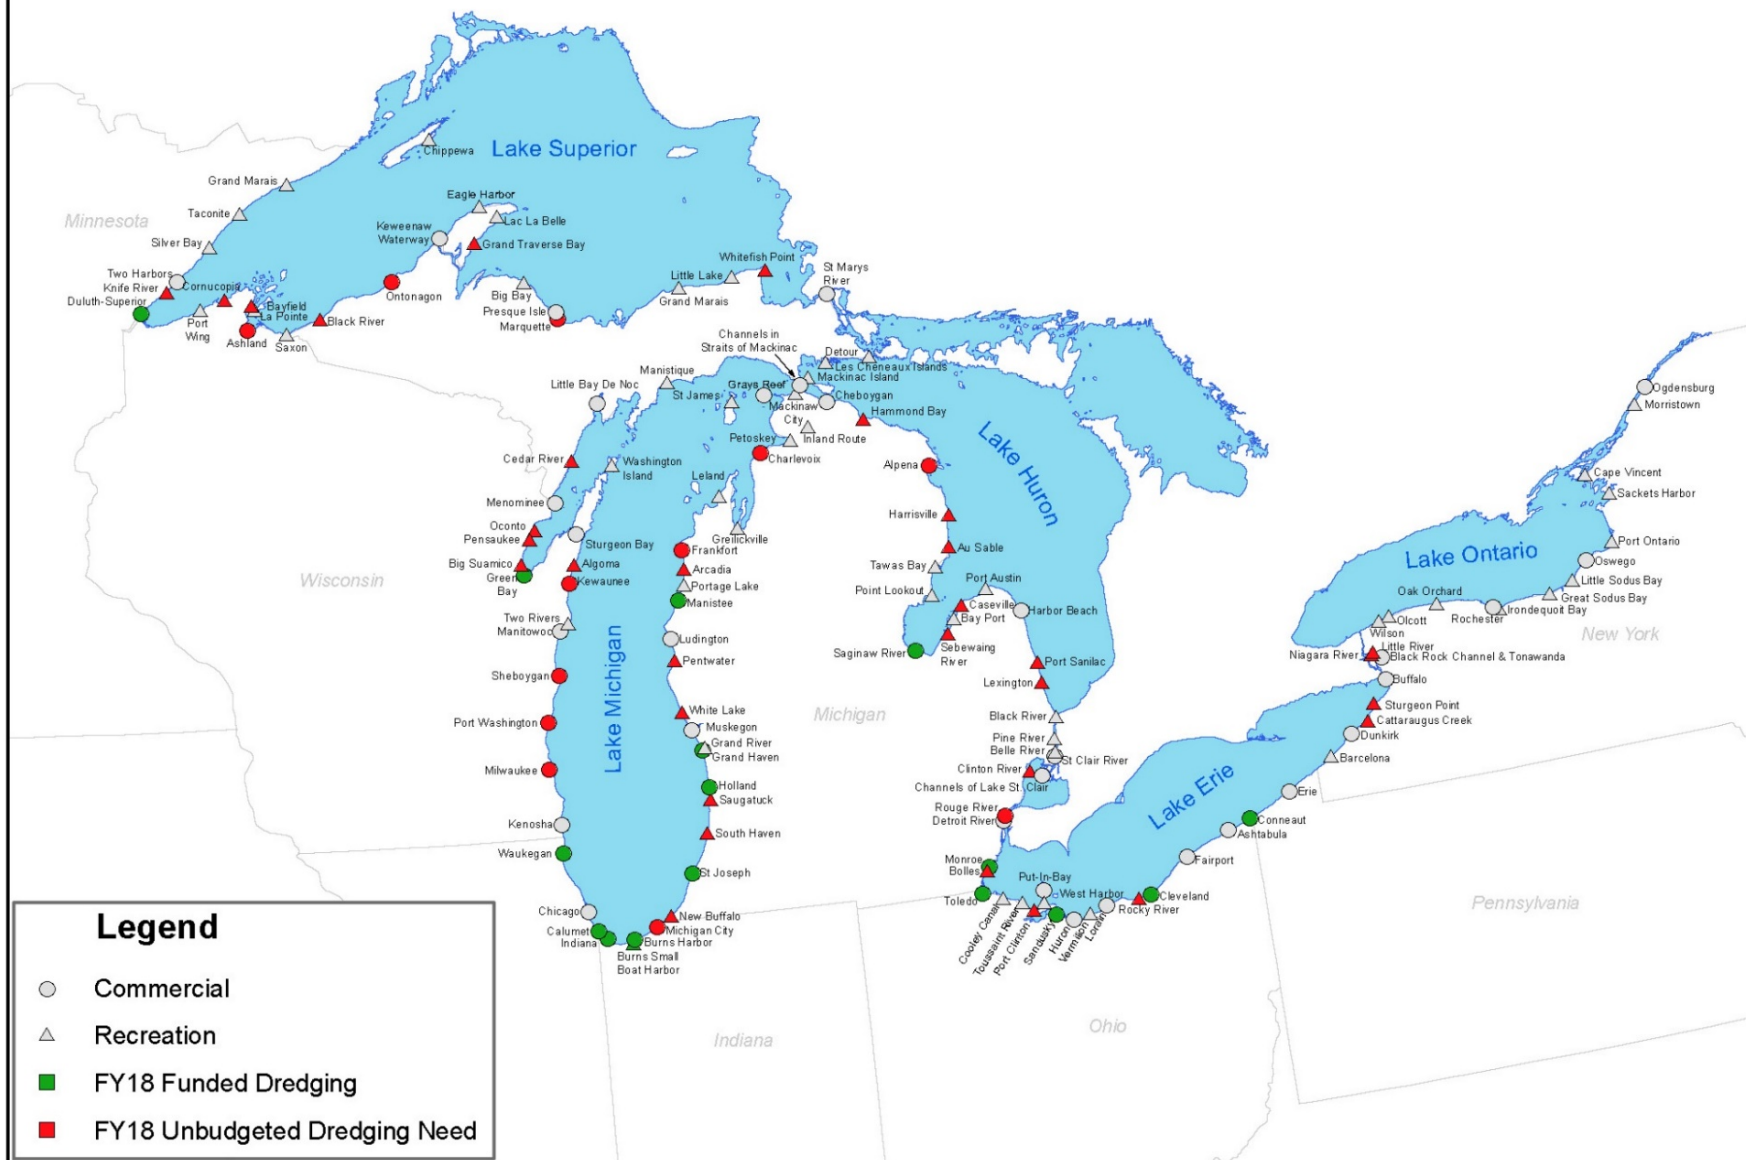 Lake Superior
Chippewa
Grand Marais
Minnesota
Taconite
Eagle Harbor
Lac La Belle
Keweenaw
Waterway
Silver Bay
Grand Traverse Bay
Whitefish Point
Two Harbors
Knife River
Cornucopia
Duluth-Superior
Ontonagon
Little Lake
St Marys
River
Big Bay
Grand Marais
Bayfield
La Pointe
Presque Isle
Marquette
Port
Wing
Black River
Ashland
Saxon
Channels in
Straits of Mackinac
Detour
Les Cheneaux Islands
Mackinac Island
Manistique
Little Bay De Noc
Grays Reef
St James
Cheboygan
Mackinaw
City
Hammond Bay
Ogdensburg
Morristown
Petoskey
Inland Route
Lake Huron
Cedar River
Washington
Island
Charlevoix
Alpena
Leland
Cape Vincent
Sackets Harbor
Menominee
Harrisville
Oconto
Pensaukee
Sturgeon Bay
Greilickville
Au Sable
Port Ontario
Lake Ontario
Frankfort
Oswego
Big Suamico
Green
Bay
Algoma
Kewaunee
Arcadia
Portage Lake
Manistee
Tawas Bay
Port Austin
Point Lookout
Little Sodus Bay
Great Sodus Bay
Oak Orchard
Wisconsin
Caseville
Bay Port
Harbor Beach
Irondequoit Bay
Rochester
Olcott
Wilson
New York
Two Rivers
Manitowoc
Ludington
Saginaw River
Sebewaing
River
Little River
Niagara River
Black Rock Channel & Tonawanda
Pentwater
Port Sanilac
Lake Michigan
Sheboygan
Lexington
Buffalo
White Lake
Michigan
Black River
Sturgeon Point
Cattaraugus Creek
Port Washington
Muskegon
Grand River
Grand Haven
Pine River
Belle River
St Clair River
Dunkirk
Barcelona
Milwaukee
Clinton River
Channels of Lake St. Clair
Holland
Saugatuck
Lake Erie
Erie
Rouge River
Detroit River
Kenosha
South Haven
Conneaut
Ashtabula
Waukegan
Monroe
Bolles
Fairport
St Joseph
Put-In-Bay
West Harbor
Toledo
Cleveland
Rocky River
Cooley Canal
Toussaint River
Port Clinton
Sandusky
Huron
Vermilion
Lorain
Pennsylvania
Chicago
Calumet
Indiana
New Buffalo
Michigan City
Burns Harbor
Burns Small
Boat Harbor
Indiana
Ohio
Legend
Commercial
Recreation
FY18 Funded Dredging
FY18 Unbudgeted Dredging Need